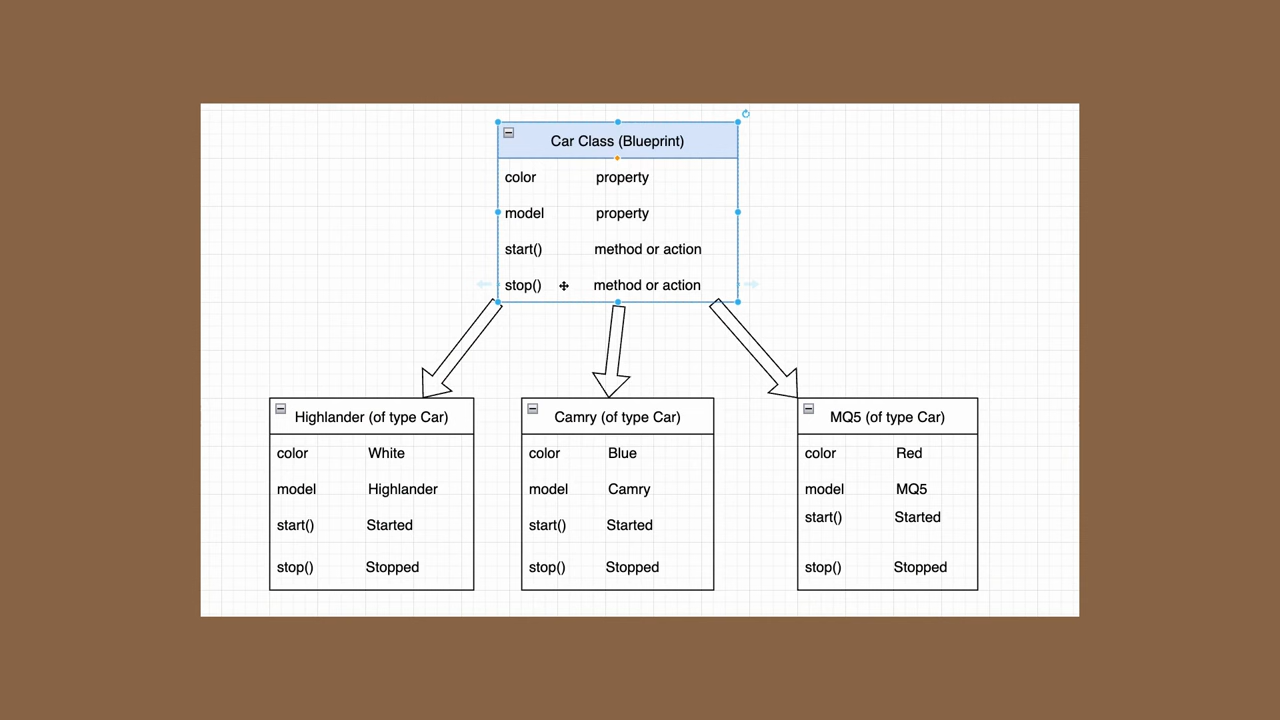 Car Class (Blueprint)
color property
model property
start() method or action
stop() method or action
Highlander (of type Car)
color White
model Highlander
start() Started
stop() Stopped
Camry (of type Car)
color Blue
model Camry
start() Started
stop() Stopped
MQ5 (of type Car)
color Red
model MQ5
start() Started
stop() Stopped